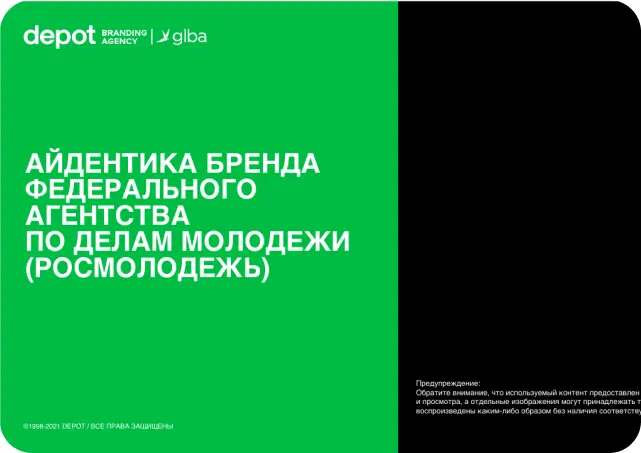 depot BRANDING AGENCY | glba
АЙДЕНТИКА БРЕНДА
ФЕДЕРАЛЬНОГО
АГЕНТСТВА
ПО ДЕЛАМ МОЛОДЕЖИ
(РОСМОЛОДЕЖЬ)
Предупреждение:
Обратите внимание, что используемый контент предоставлен
и просмотра, а отдельные изображения могут принадлежать
воспроизведены каким-либо образом без наличия
©1998-2021 DEPOT / ВСЕ ПРАВА ЗАЩИЩЕНЫ